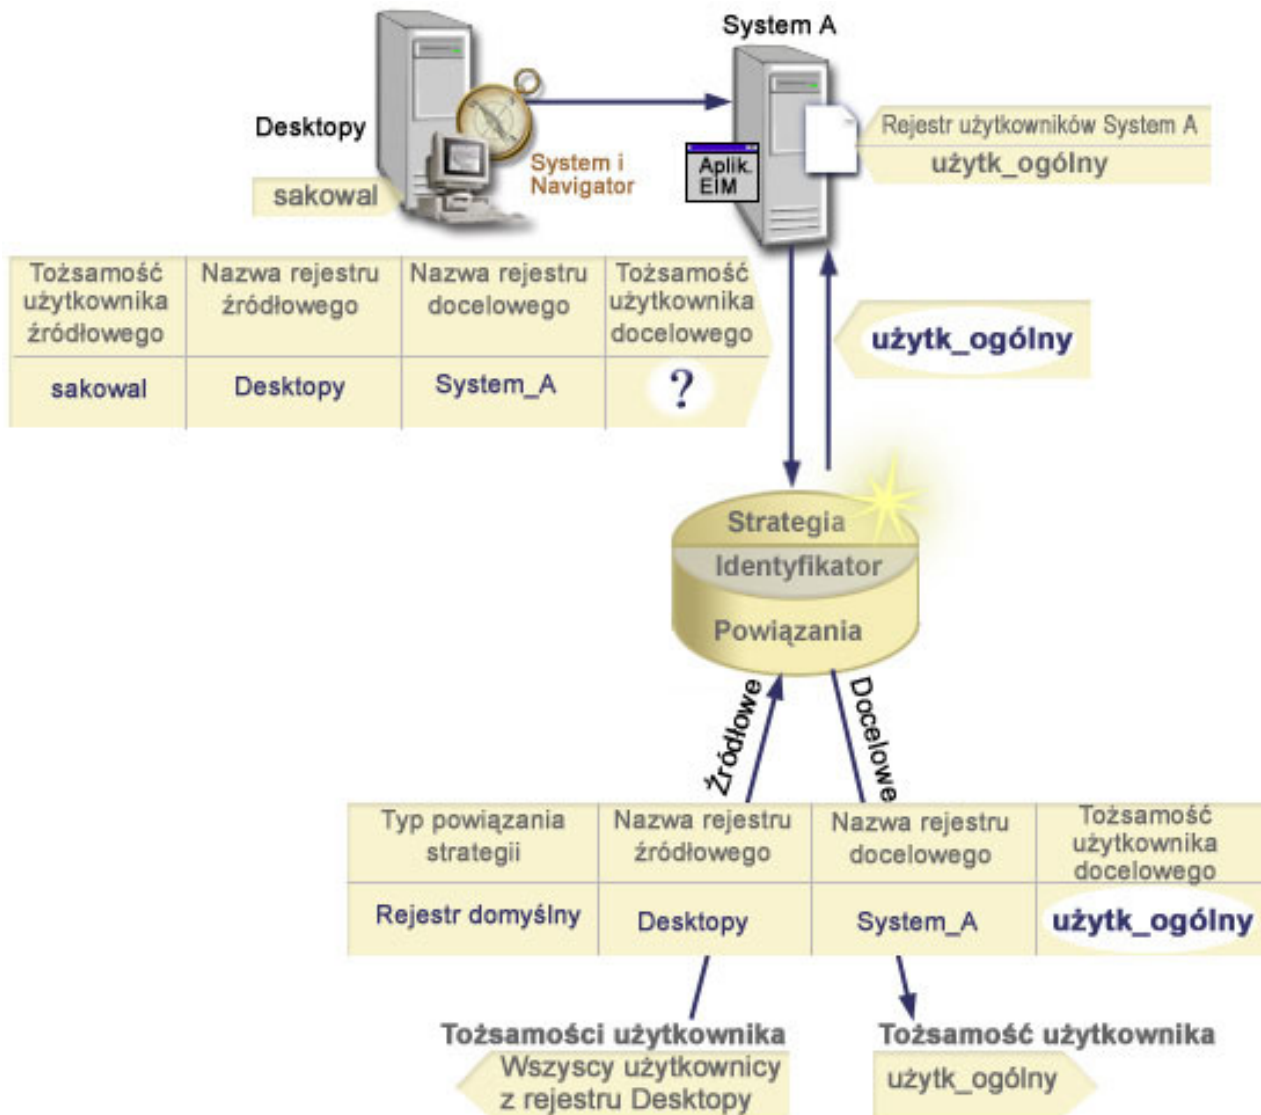 System A
Desktopy
System i
Navigator
sakowal
Aplik.
EIM
Rejestr użytkowników System A
użytk_ogólny
Tożsamość
użytkownika
źródłowego
Nazwa rejestru
źródłowego
Nazwa rejestru
docelowego
Tożsamość
użytkownika
docelowego
sakowal
Desktopy
System_A
?
użytk_ogólny
Strategia
Identyfikator
Powiązania
Źródłowe
Docelowe
Typ powiązania
strategii
Nazwa rejestru
źródłowego
Nazwa rejestru
docelowego
Tożsamość
użytkownika
docelowego
Rejestr domyślny
Desktopy
System_A
użytk_ogólny
Tożsamości użytkownika
Wszyscy użytkownicy
z rejestru Desktopy
Tożsamość użytkownika
użytk_ogólny